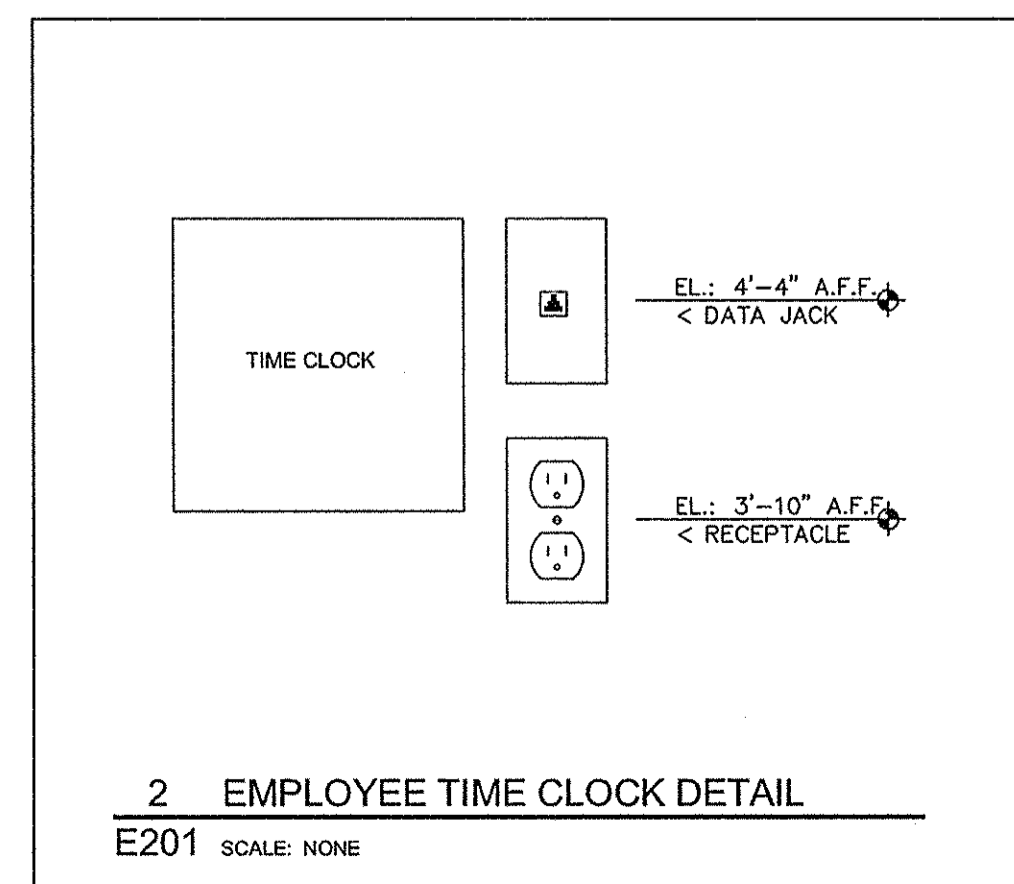 TIME CLOCK
EL.: 4'-4" A.F.F.
< DATA JACK
EL.: 3'-10" A.F.F.
< RECEPTACLE
2 EMPLOYEE TIME CLOCK DETAIL
E201 SCALE: NONE